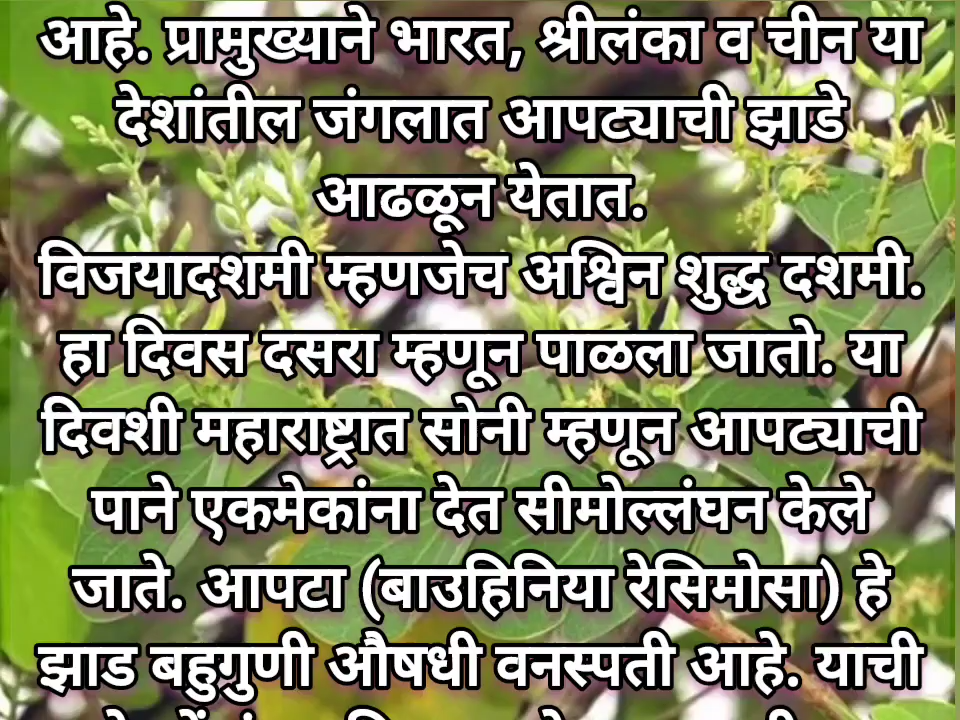 आहे. प्रामुख्याने भारत, श्रीलंका व चीन या
देशांतील जंगलात आपट्याची झाडे
आढळून येतात.
विजयादशमी म्हणजेच अश्विन शुद्ध दशमी.
हा दिवस दसरा म्हणून पाळला जातो. या
दिवशी महाराष्ट्रात सोनी म्हणून आपट्याची
पाने एकमेकांना देत सीमोल्लंघन केले
जाते. आपटा (बाउहिनिया रेसिमोसा) हे
झाड बहुगुणी औषधी वनस्पती आहे. याची